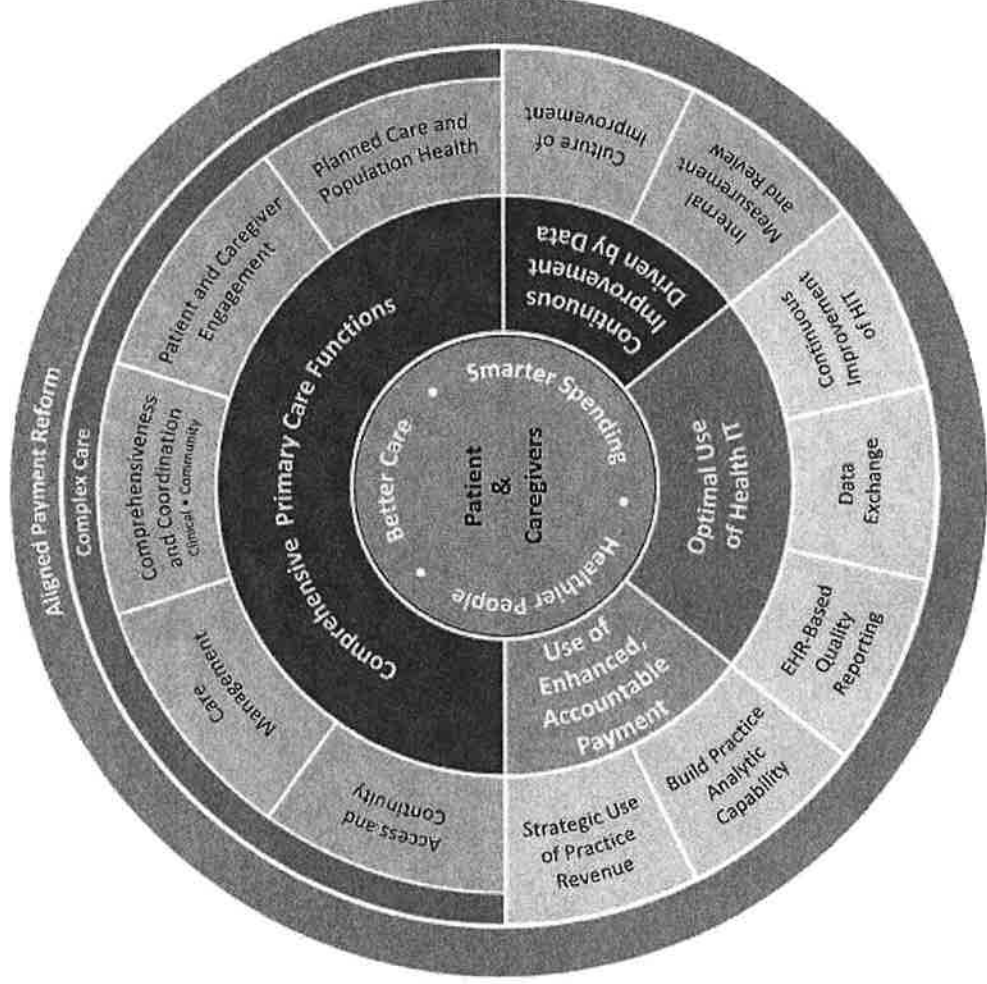 Aligned Payment Reform
Complex Care
Planned Care and
Population Health
Patient and Caregiver
Engagement
Comprehensiveness
and Coordination
Clinical • Community
Care
Management
Access and
Continuity
Comprehensive Primary Care Functions
Culture of
Improvement
Internal
Measurement
and Review
Continuous
Improvement
Driven by Data
Continuous
Improvement
of HIT
Data
Exchange
EHR-Based
Quality
Reporting
Optimal Use
of Health IT
Build Practice
Analytic
Capability
Strategic Use
of Practice
Revenue
Use of
Enhanced,
Accountable
Payment
Better Care •
Smarter Spending •
Healthier People •
Patient
&
Caregivers